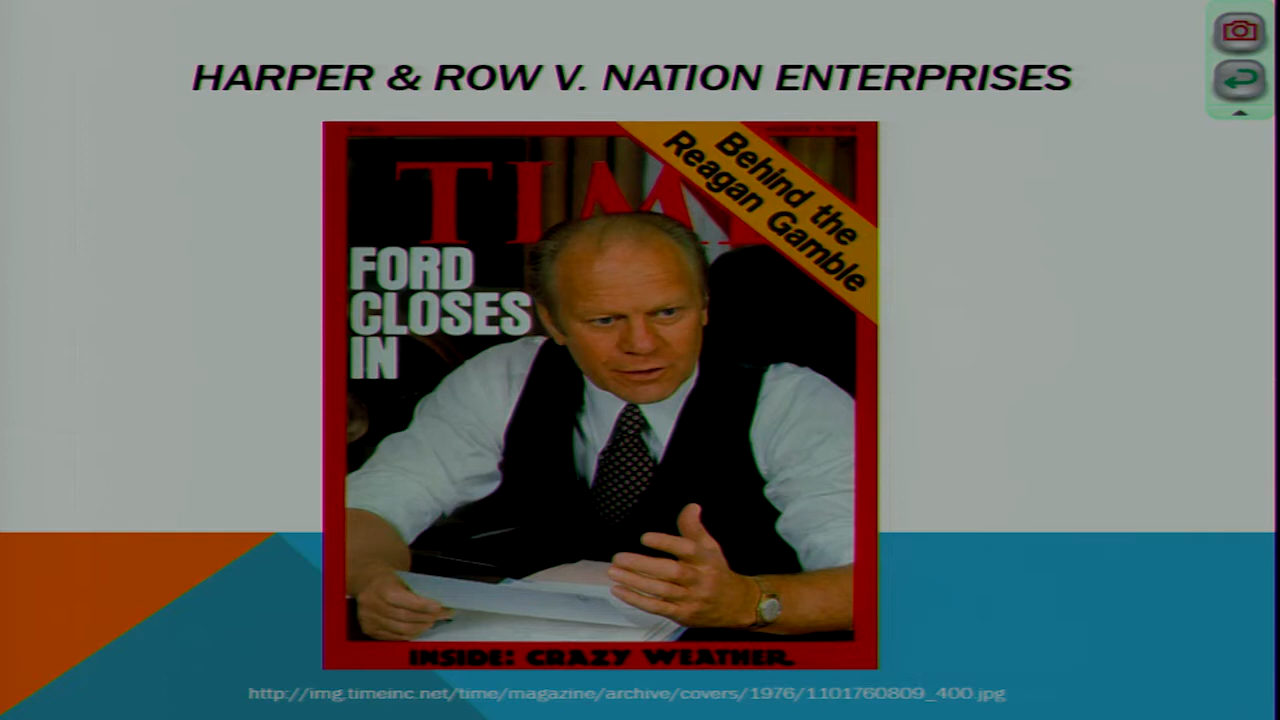 HARPER & ROW V. NATION ENTERPRISES
TIME
Behind the
Reagan Gamble
FORD
CLOSES
IN
INSIDE: CRAZY WEATHER
http://img.timeinc.net/time/magazine/archive/covers/1976/1101760809_400.jpg